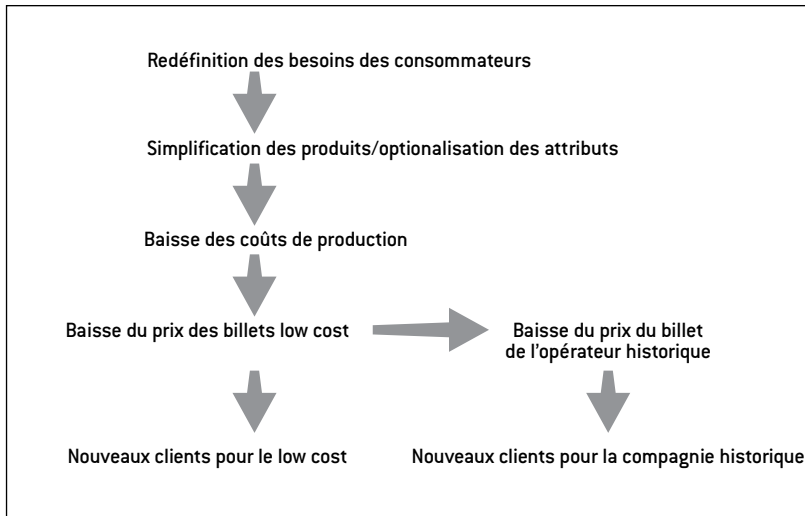 Redéfinition des besoins des consommateurs
Simplification des produits/optionalisation des attributs
Baisse des coûts de production
Baisse du prix des billets low cost
Baisse du prix du billet
de l'opérateur historique
Nouveaux clients pour le low cost
Nouveaux clients pour la compagnie historique